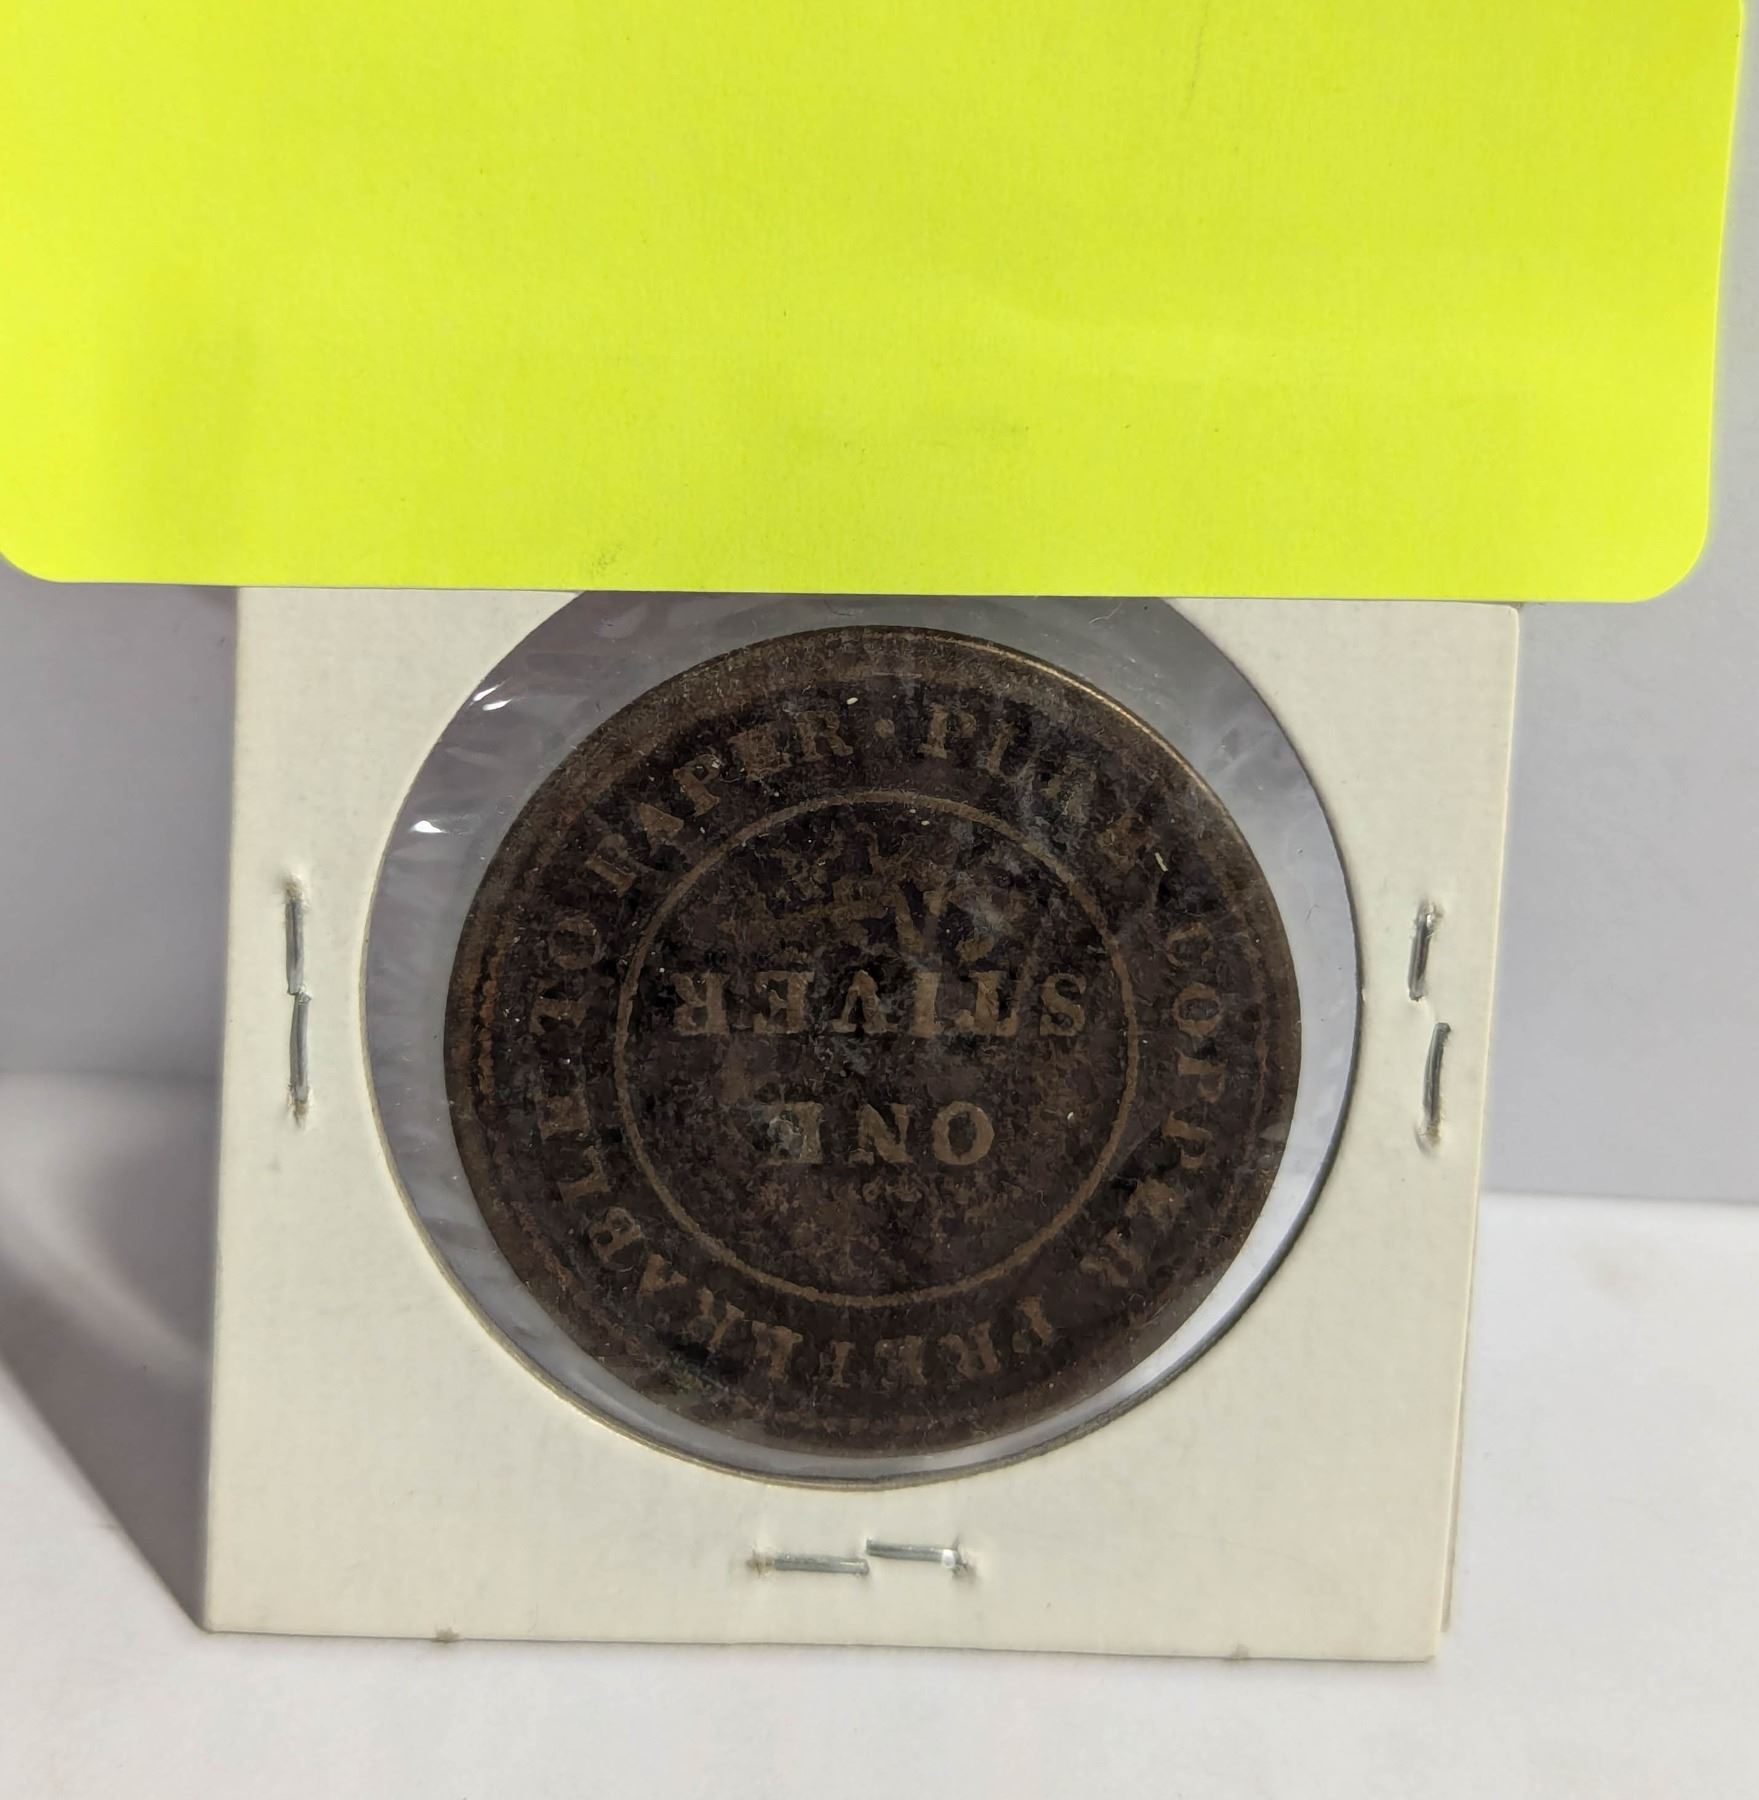 PURE COPPER PREFERABLE TO PAPER
ONE
STIVER